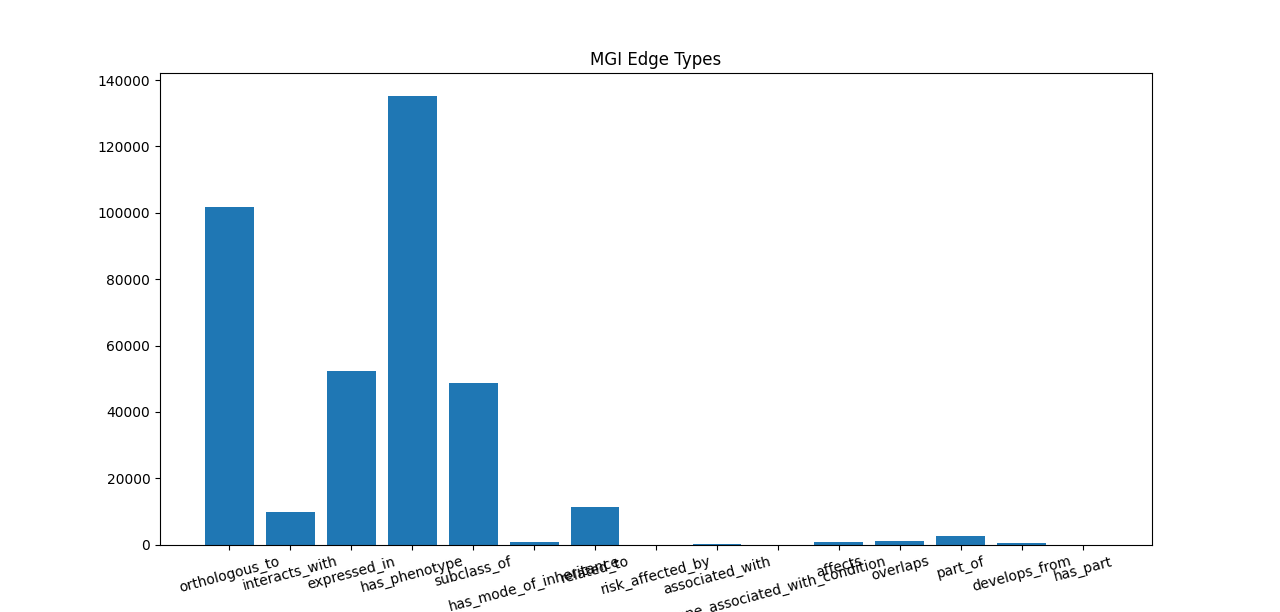 MGI Edge Types
140000
120000
100000
80000
60000
40000
20000
0
orthologous_to
interacts_with
expressed_in
has_phenotype
subclass_of
has_mode_of_inheritance
related_to
risk_affected_by
associated_with
ne_associated_with_condition
affects
overlaps
part_of
develops_from
has_part